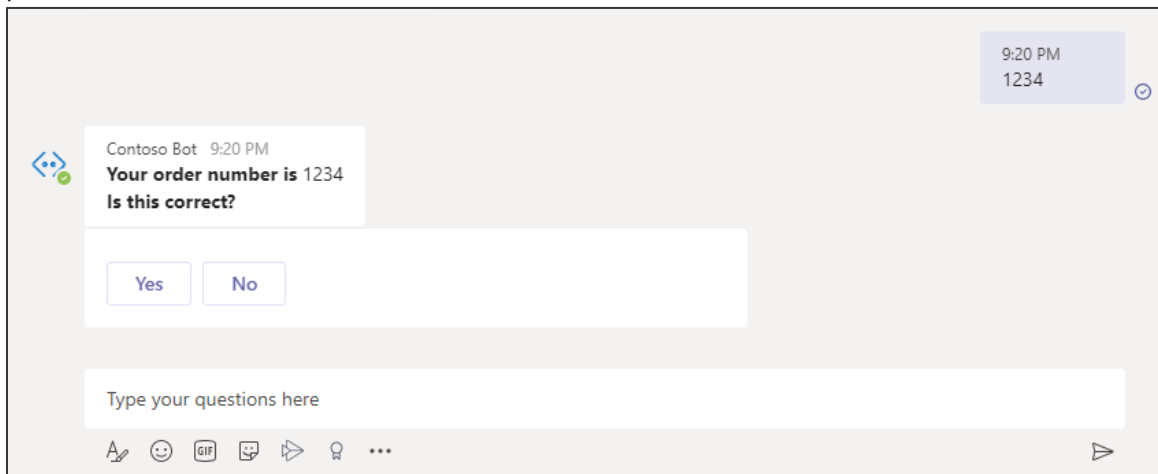 9:20 PM
1234
Contoso Bot 9:20 PM
Your order number is 1234
Is this correct?
Yes No
Type your questions here
GIF